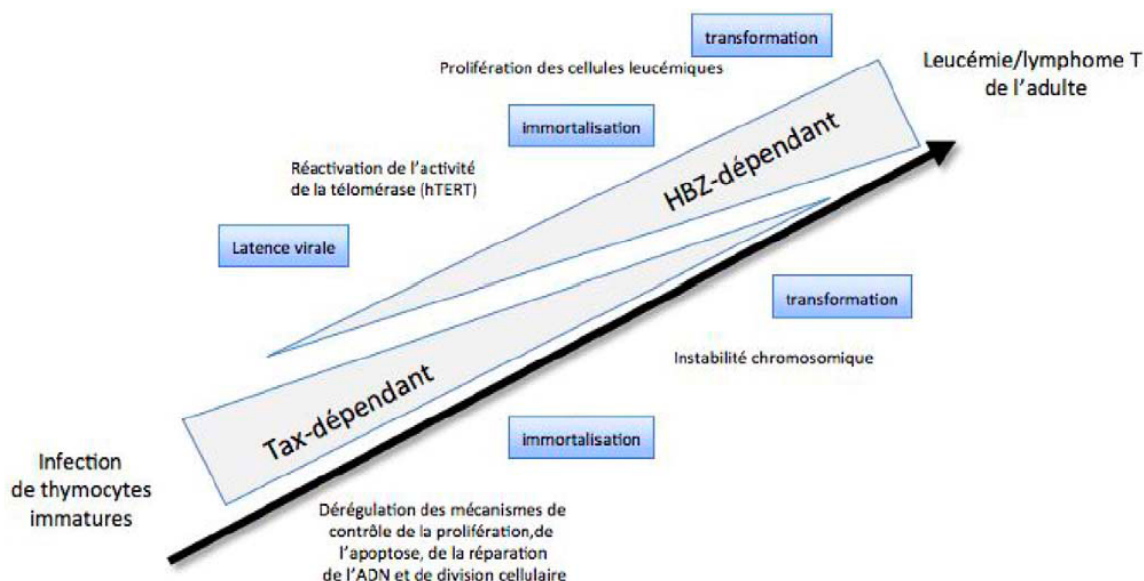 transformation
Prolifération des cellules leucémiques
Leucémie/lymphome T
de l'adulte
immortalisation
HBZ-dépendant
Réactivation de l'activité
de la télomérase (hTERT)
Latence virale
transformation
Instabilité chromosomique
Tax-dépendant
immortalisation
Infection
de thymocytes
immatures
Dérégulation des mécanismes de
contrôle de la prolifération,de
l'apoptose, de la réparation
de l'ADN et de division cellulaire